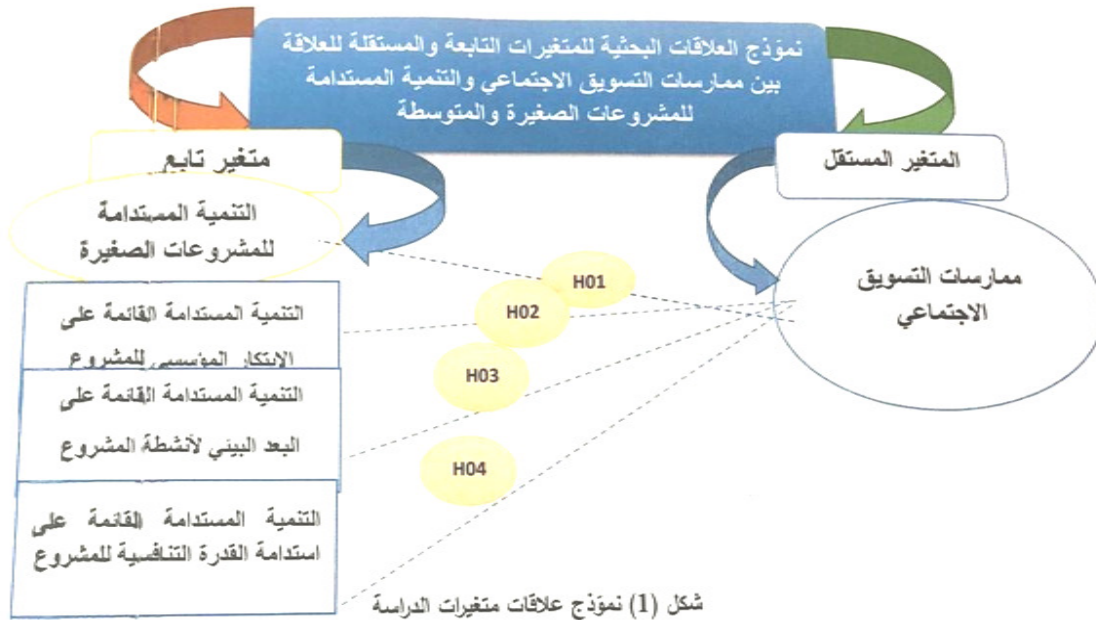 نموذج العلاقات البحثية للمتغيرات التابعة والمستقلة للعلاقة
بين ممارسات التسويق الاجتماعي والتنمية المستدامة
للمشروعات الصغيرة والمتوسطة
المتغير المستقل
متغير تابع
ممارسات التسويق
الاجتماعي
التنمية المستدامة
للمشروعات الصغيرة
H01
H02
H03
H04
التنمية المستدامة القائمة على
الابتكار المؤسسي للمشروع
التنمية المستدامة القائمة على
البعد البيئي لأنشطة المشروع
التنمية المستدامة القائمة على
استدامة القدرة التنافسية للمشروع
شكل (1) نموذج علاقات متغيرات الدراسة